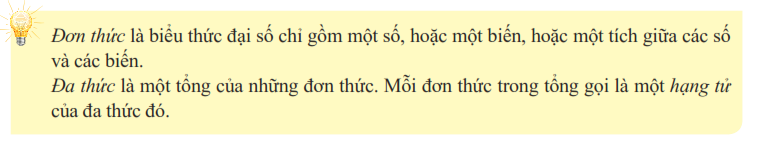 Đơn thức là biểu thức đại số chỉ gồm một số, hoặc một biến, hoặc một tích giữa các số
và các biến.
Đa thức là một tổng của những đơn thức. Mỗi đơn thức trong tổng gọi là một hạng tử
của đa thức đó.